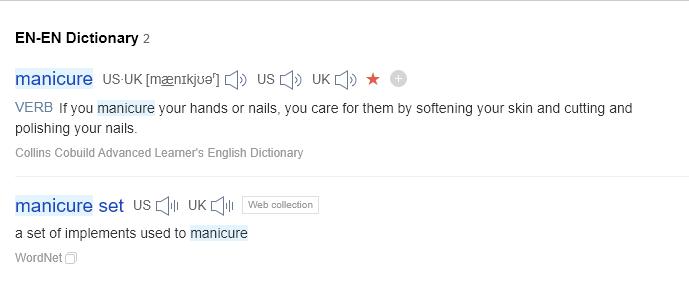 EN-EN Dictionary 2
manicure US·UK [mænɪkjʊəʳ] US UK
VERB If you manicure your hands or nails, you care for them by softening your skin and cutting and
polishing your nails.
Collins Cobuild Advanced Learner's English Dictionary
manicure set US UK Web collection
a set of implements used to manicure
WordNet